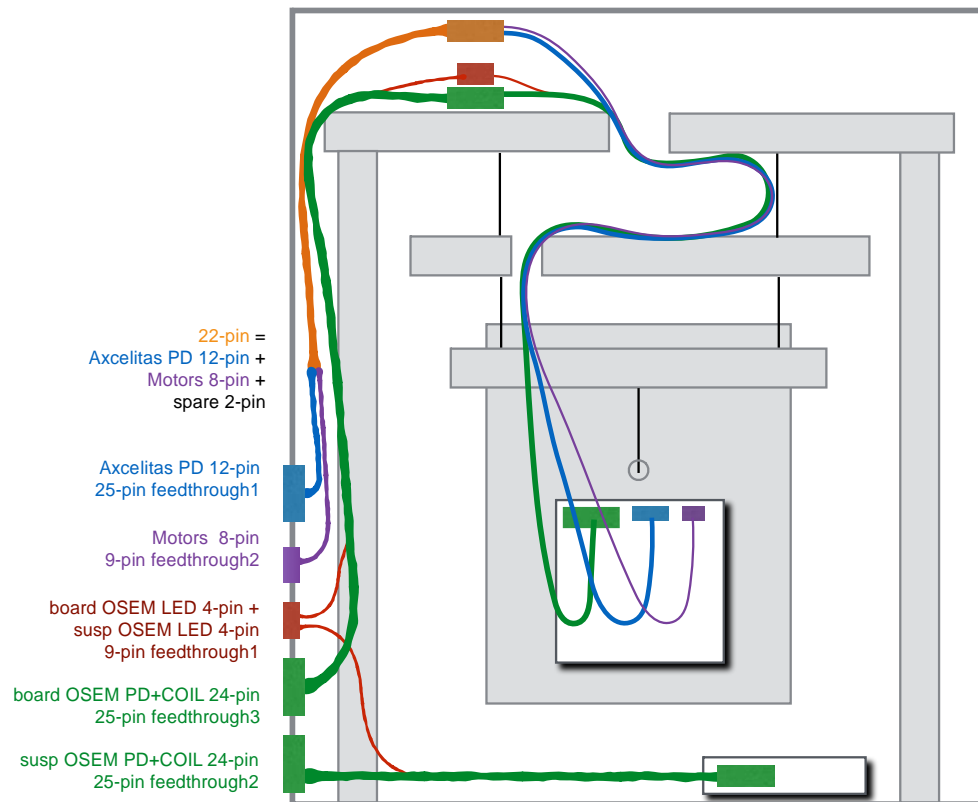 22-pin =
Axcelitas PD 12-pin +
Motors 8-pin +
spare 2-pin
Axcelitas PD 12-pin
25-pin feedthrough1
Motors 8-pin
9-pin feedthrough2
board OSEM LED 4-pin +
susp OSEM LED 4-pin
9-pin feedthrough1
board OSEM PD+COIL 24-pin
25-pin feedthrough3
susp OSEM PD+COIL 24-pin
25-pin feedthrough2